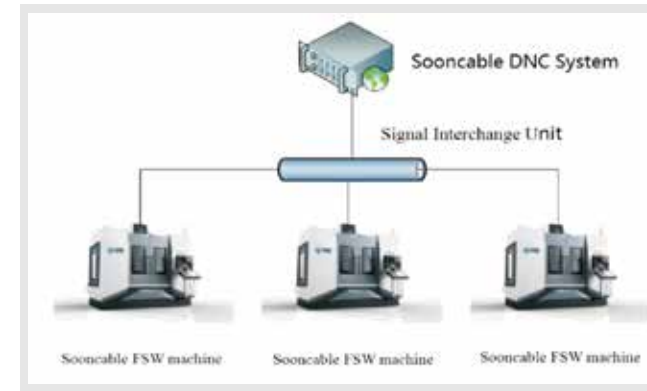 Sooncable DNC System
Signal Interchange Unit
Sooncable FSW machine
Sooncable FSW machine
Sooncable FSW machine